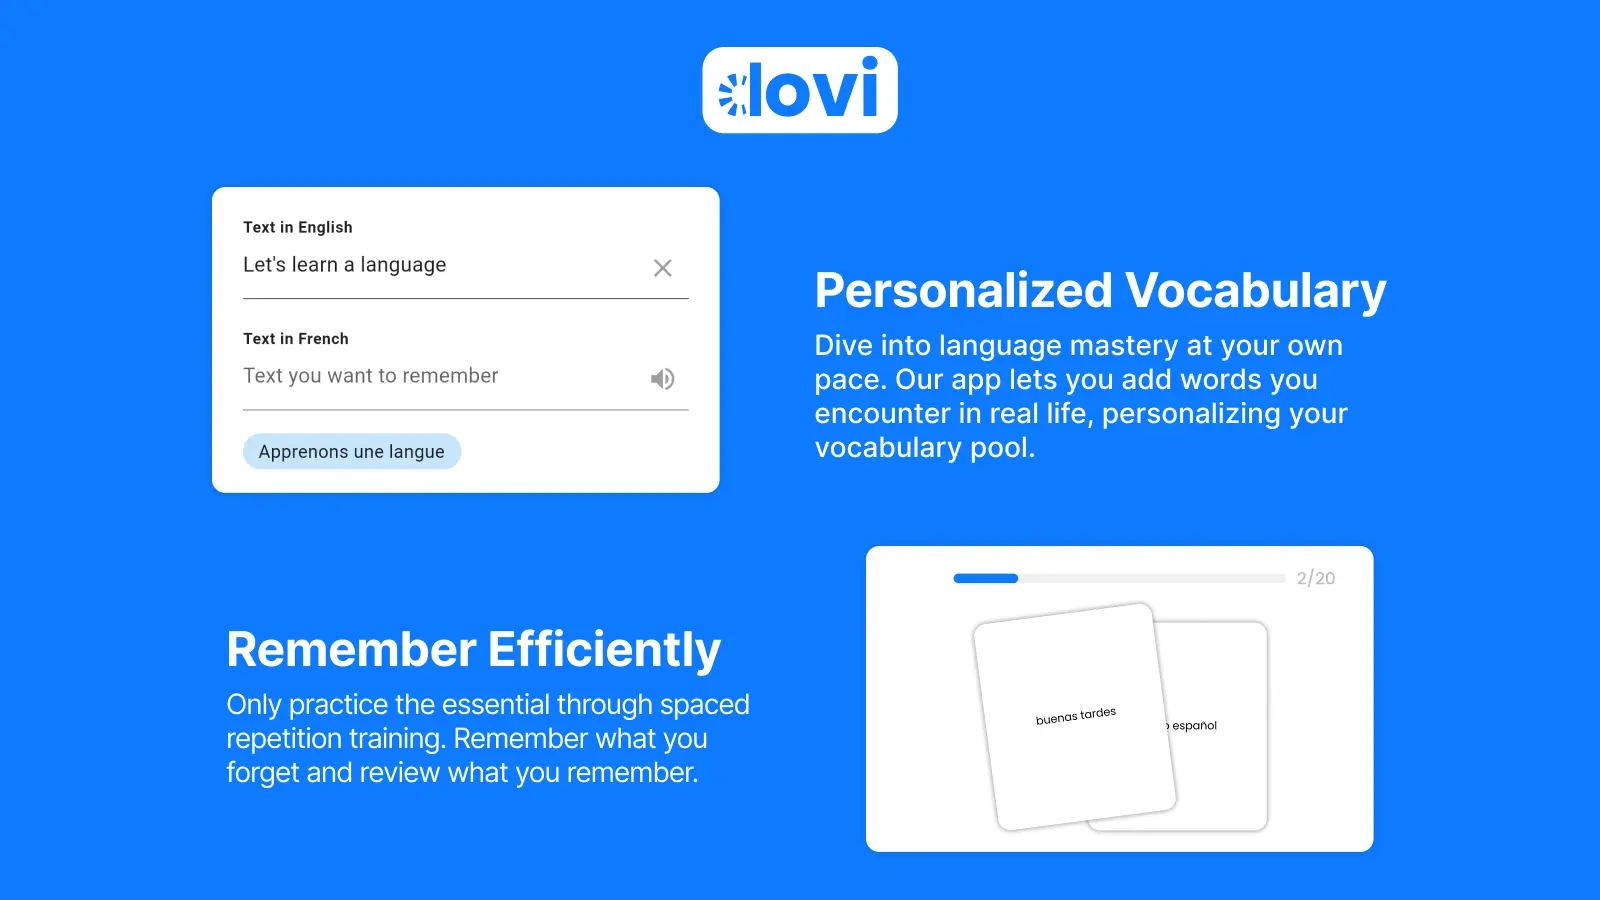 lovi
Text in English
Let's learn a language
Text in French
Text you want to remember
Apprenons une langue
Personalized Vocabulary
Dive into language mastery at your own
pace. Our app lets you add words you
encounter in real life, personalizing your
vocabulary pool.
Remember Efficiently
Only practice the essential through spaced
repetition training. Remember what you
forget and review what you remember.
2/20
buenas tardes
español